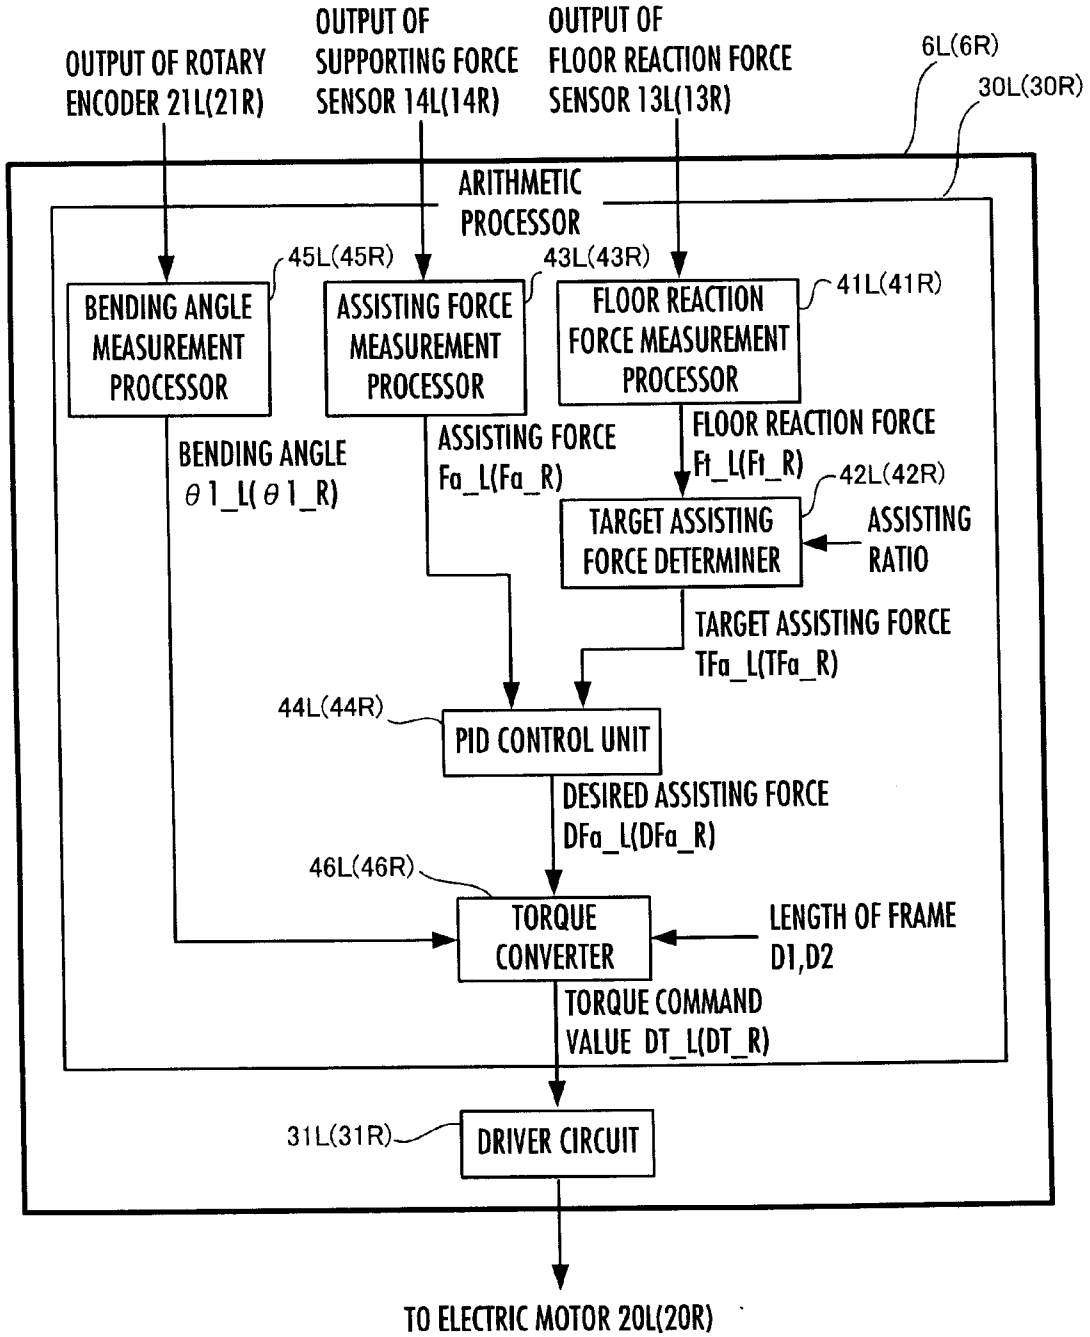 OUTPUT OF ROTARY
ENCODER 21L(21R)
OUTPUT OF
SUPPORTING FORCE
SENSOR 14L(14R)
OUTPUT OF
FLOOR REACTION FORCE
SENSOR 13L(13R)
6L(6R)
30L(30R)
ARITHMETIC
PROCESSOR
45L(45R)
BENDING ANGLE
MEASUREMENT
PROCESSOR
43L(43R)
ASSISTING FORCE
MEASUREMENT
PROCESSOR
41L(41R)
FLOOR REACTION
FORCE MEASUREMENT
PROCESSOR
BENDING ANGLE
θ1_L(θ1_R)
ASSISTING FORCE
Fa_L(Fa_R)
FLOOR REACTION FORCE
Ft_L(Ft_R)
42L(42R)
TARGET ASSISTING
FORCE DETERMINER
ASSISTING
RATIO
TARGET ASSISTING FORCE
TFa_L(TFa_R)
44L(44R)
PID CONTROL UNIT
DESIRED ASSISTING FORCE
DFa_L(DFa_R)
46L(46R)
TORQUE
CONVERTER
LENGTH OF FRAME
D1,D2
TORQUE COMMAND
VALUE DT_L(DT_R)
31L(31R)
DRIVER CIRCUIT
TO ELECTRIC MOTOR 20L(20R)